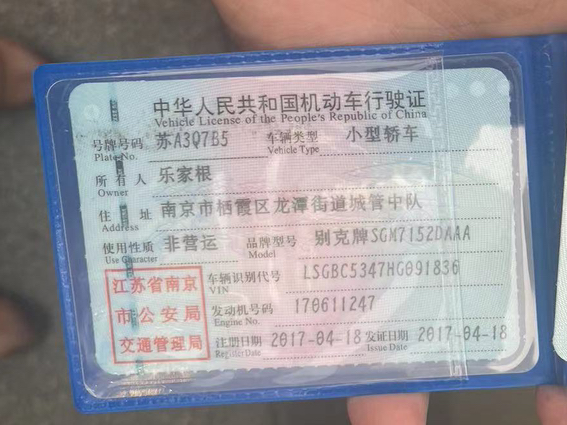 中华人民共和国机动车行驶证
Vehicle License of the People's Republic of China
号牌号码 苏A3Q7B5 车辆类型 小型轿车
Plate No. Vehicle Type
所有人 乐家根
Owner
住址 南京市栖霞区龙潭街道城管中队
Address
使用性质 非营运 品牌型号 别克牌SGM7152DAAA
Use Character Model
江苏省南京
市公安局
交通管理局
车辆识别代号 LSGBC5347HG091836
VIN
发动机号码 170611247
Engine No.
注册日期 2017-04-18 发证日期 2017-04-18
Register Date Issue Date